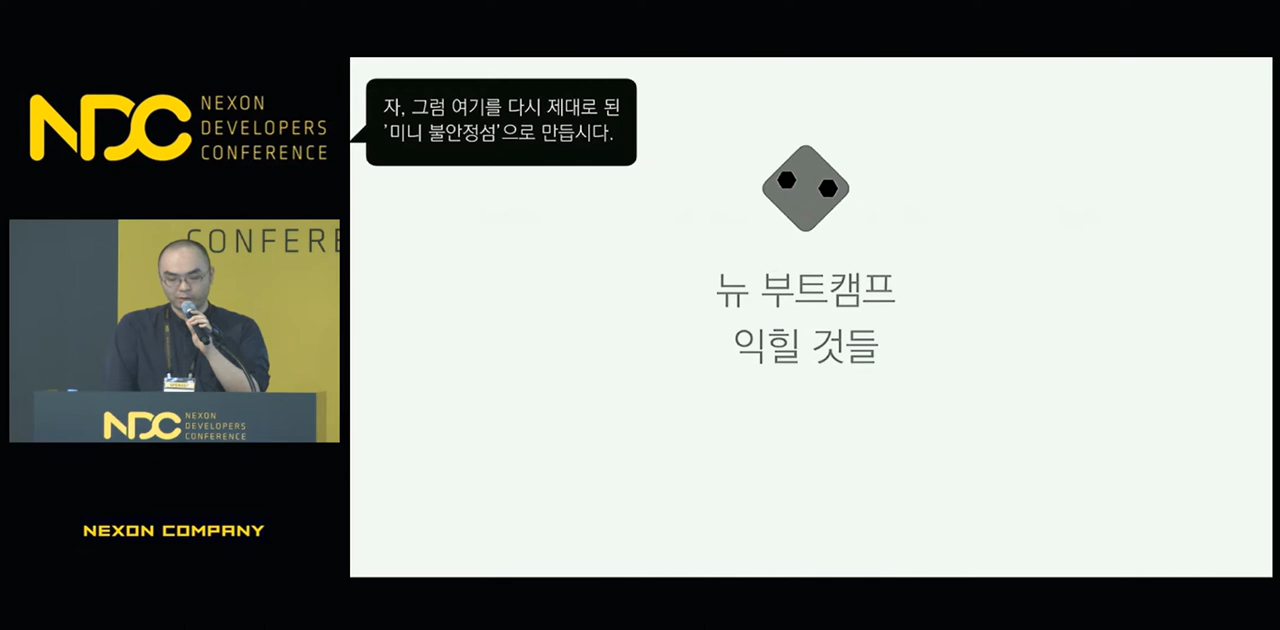 NDC
NEXON
DEVELOPERS
CONFERENCE
자, 그럼 여기를 다시 제대로 된
'미니 불안정섬'으로 만듭시다.
뉴 부트캠프
익힐 것들
CONFERE
NDC
NEXON
DEVELOPERS
CONFERENCE
NEXON COMPANY